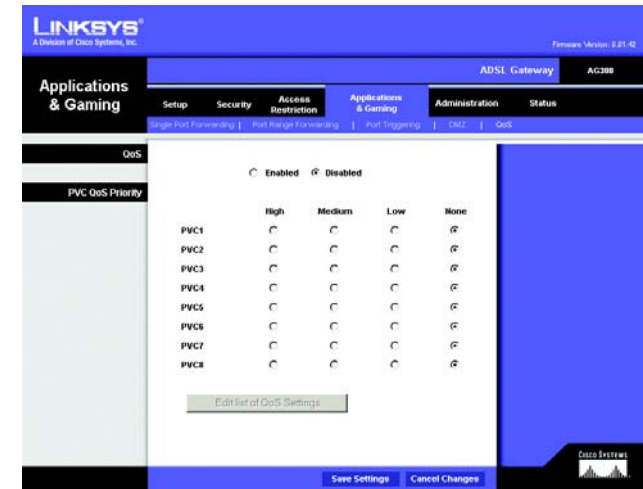 LINKSYS®
A Division of Cisco Systems, Inc.
Firmware Version: 0.01.42
ADSL Gateway AG300
Applications & Gaming
Setup Security Access Restriction Applications & Gaming Administration Status
Single Port Forwarding | Port Range Forwarding | Port Triggering | DMZ | QoS
QoS
Enabled Disabled
PVC QoS Priority
High Medium Low None
PVC1
PVC2
PVC3
PVC4
PVC5
PVC6
PVC7
PVC8
Edit list of QoS Settings
Save Settings Cancel Changes
CISCO SYSTEMS